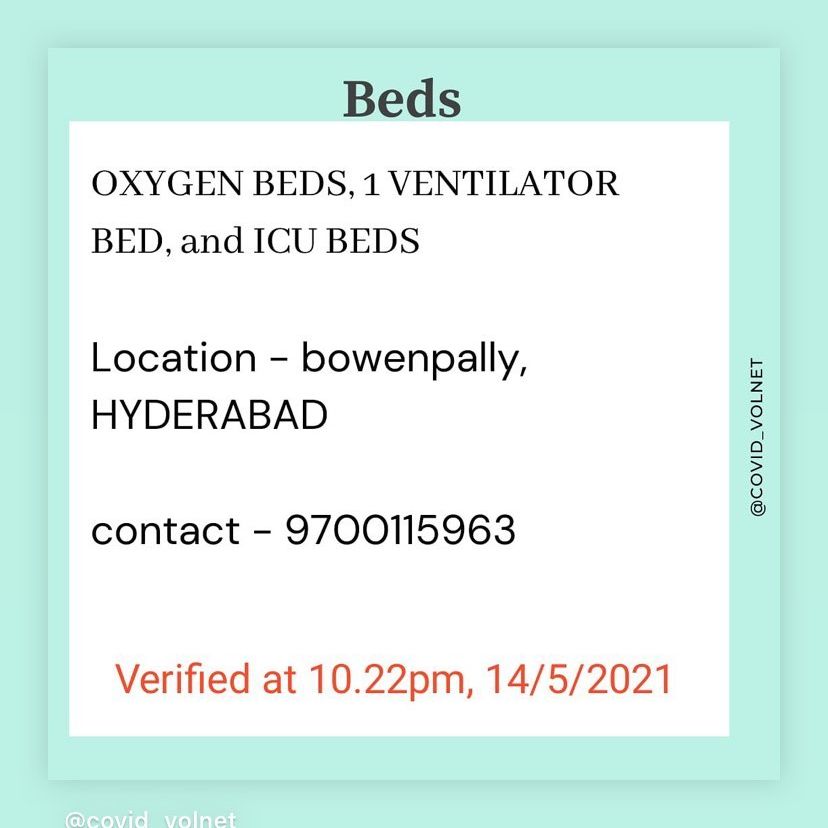 Beds
OXYGEN BEDS, 1 VENTILATOR
BED, and ICU BEDS
Location - bowenpally,
HYDERABAD
contact - 9700115963
Verified at 10.22pm, 14/5/2021
@COVID_VOLNET
@covid_volnet